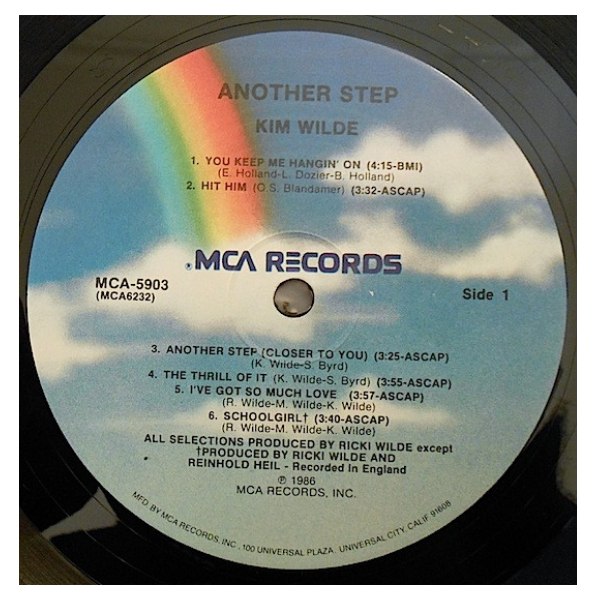 ANOTHER STEP
KIM WILDE
1. YOU KEEP ME HANGIN' ON (4:15-BMI)
(E. Holland-L. Dozier-B. Holland)
2. HIT HIM (O.S. Blandamer) (3:32-ASCAP)
MCA RECORDS
MCA-5903
(MCA6232)
Side 1
3. ANOTHER STEP (CLOSER TO YOU) (3:25-ASCAP)
(K. Wilde-S. Byrd)
4. THE THRILL OF IT (K. Wilde-S. Byrd) (3:55-ASCAP)
5. I'VE GOT SO MUCH LOVE (3:57-ASCAP)
(R. Wilde-M. Wilde-K. Wilde)
6. SCHOOLGIRL† (3:40-ASCAP)
(R. Wilde-M. Wilde-K. Wilde)
ALL SELECTIONS PRODUCED BY RICKI WILDE except
†PRODUCED BY RICKI WILDE AND
REINHOLD HEIL - Recorded In England
℗ 1986
MCA RECORDS, INC.
MFD. BY MCA RECORDS, INC., 100 UNIVERSAL PLAZA, UNIVERSAL CITY, CALIF. 91608